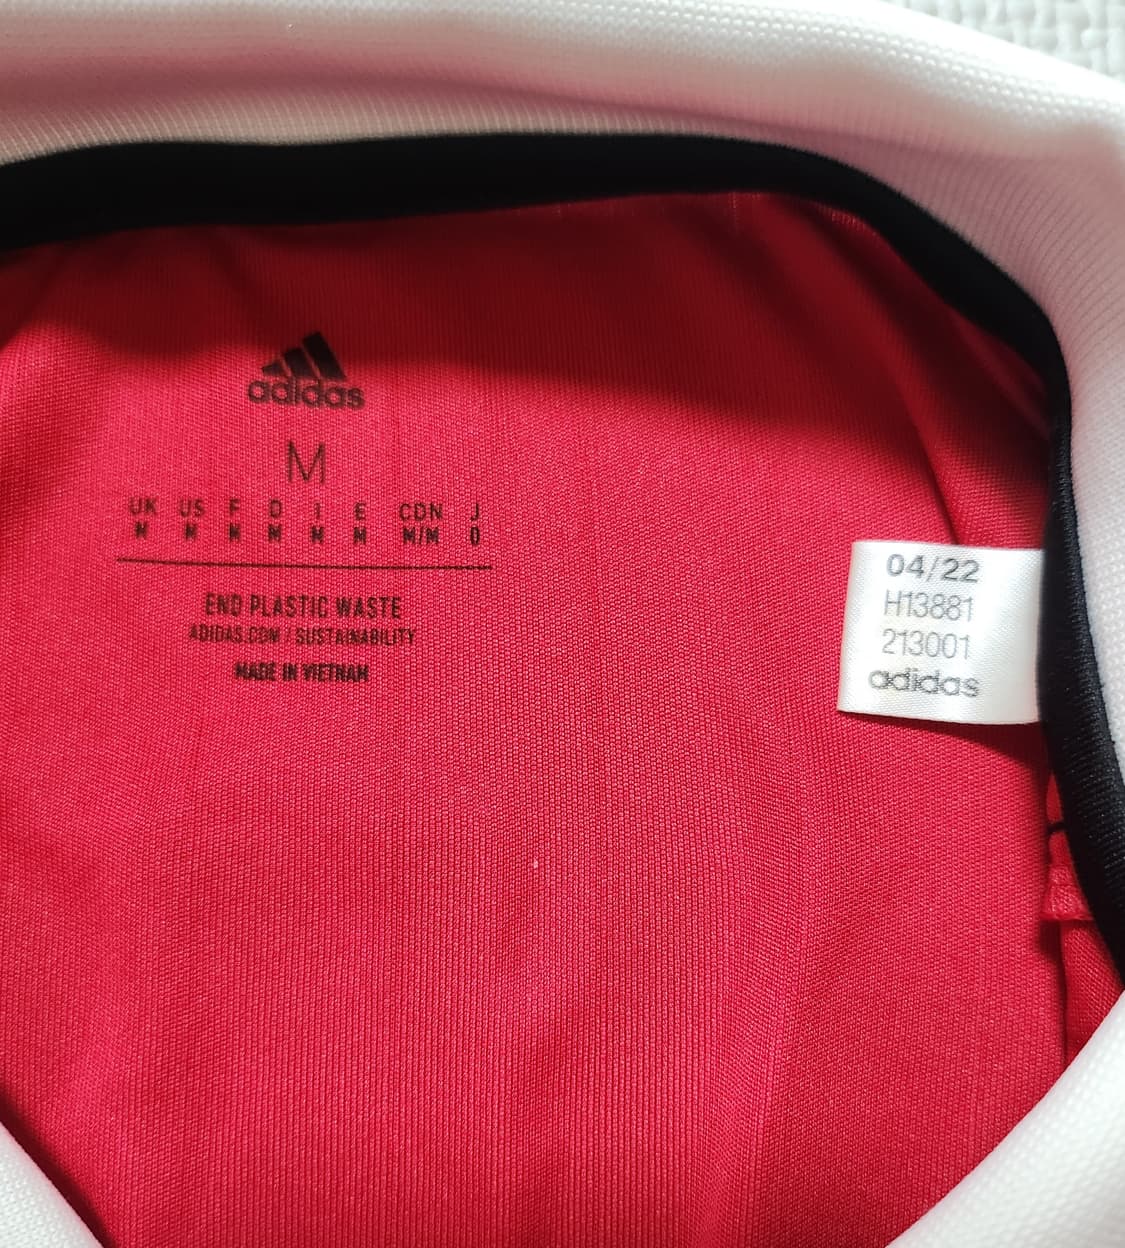 adidas
M
UK US F D I E CDN J
M M M M M M M/M O
END PLASTIC WASTE
ADIDAS.COM / SUSTAINABILITY
MADE IN VIETNAM
04/22
H13881
213001
adidas